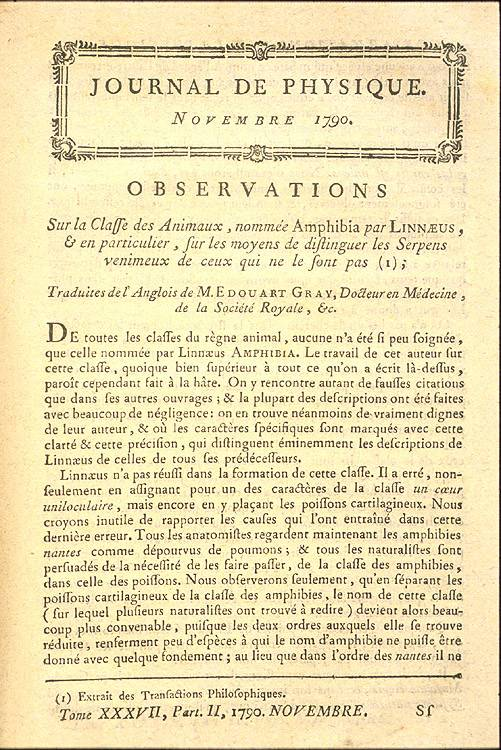 JOURNAL DE PHYSIQUE.
NOVEMBRE 1790.
OBSERVATIONS
Sur la Claſſe des Animaux, nommée Amphibia par LINNÆUS,
& en particulier, ſur les moyens de diſtinguer les Serpens
venimeux de ceux qui ne le ſont pas (1);
Traduites de l'Anglois de M. EDOUART GRAY, Docteur en Médecine,
de la Société Royale, &c.
DE toutes les claſſes du règne animal, aucune n'a été ſi peu ſoignée,
que celle nommée par Linnæus AMPHIBIA. Le travail de cet auteur ſur
cette claſſe, quoique bien ſupérieur à tout ce qu'on a écrit là-deſſus,
paroît cependant fait à la hâte. On y rencontre autant de fauſſes citations
que dans ſes autres ouvrages; & la plupart des deſcriptions ont été faites
avec beaucoup de négligence: on en trouve néanmoins de vraiment dignes
de leur auteur, & où les caractères ſpécifiques ſont marqués avec cette
clarté & cette préciſion, qui diſtinguent éminemment les deſcriptions de
Linnæus de celles de tous ſes prédéceſſeurs.
Linnæus n'a pas réuſſi dans la formation de cette claſſe. Il a erré, non-
ſeulement en aſſignant pour un des caractères de la claſſe un cœur
uniloculaire, mais encore en y plaçant les poiſſons cartilagineux. Nous
croyons inutile de rapporter les cauſes qui l'ont entraîné dans cette
dernière erreur. Tous les anatomiſtes regardent maintenant les amphibies
nantes comme dépourvus de poumons; & tous les naturaliſtes ſont
perſuadés de la néceſſité de les faire paſſer, de la claſſe des amphibies,
dans celle des poiſſons. Nous obſerverons ſeulement, qu'en ſéparant les
poiſſons cartilagineux de la claſſe des amphibies, le nom de cette claſſe
(ſur lequel pluſieurs naturaliſtes ont trouvé à redire) devient alors beau-
coup plus convenable, puiſque les deux ordres auxquels elle ſe trouve
réduite, renferment peu d'eſpèces à qui le nom d'amphibie ne puiſſe être
donné avec quelque fondement; au lieu que dans l'ordre des nantes il ne
(1) Extrait des Tranſactions Philoſophiques.
Tome XXXVII, Part. II, 1790. NOVEMBRE. Sſ